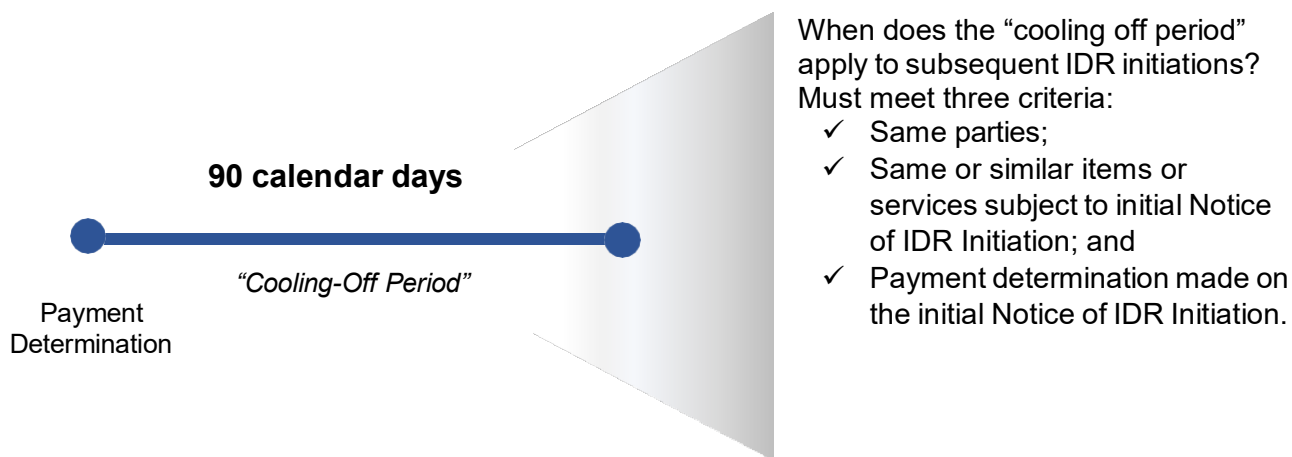 When does the “cooling off period”
apply to subsequent IDR initiations?
Must meet three criteria:
✓ Same parties;
✓ Same or similar items or
services subject to initial Notice
of IDR Initiation; and
✓ Payment determination made on
the initial Notice of IDR Initiation.
90 calendar days
“Cooling-Off Period”
Payment
Determination